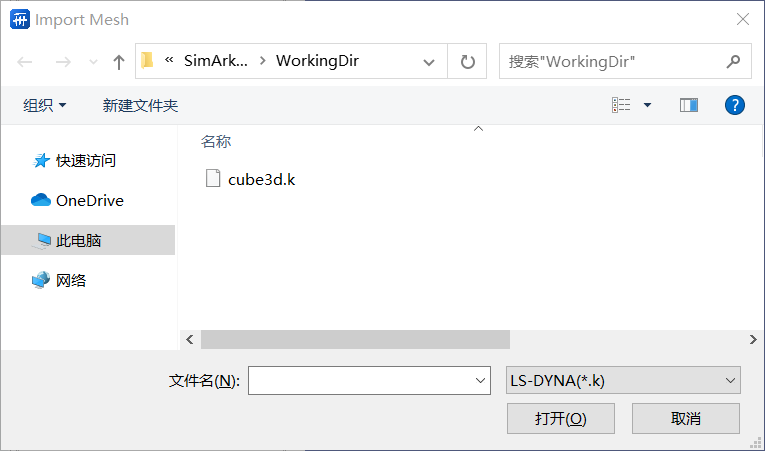 Import Mesh
« SimArk... › WorkingDir
搜索"WorkingDir"
组织
新建文件夹
快速访问
OneDrive
此电脑
网络
名称
cube3d.k
文件名(N):
LS-DYNA(*.k)
打开(O)
取消